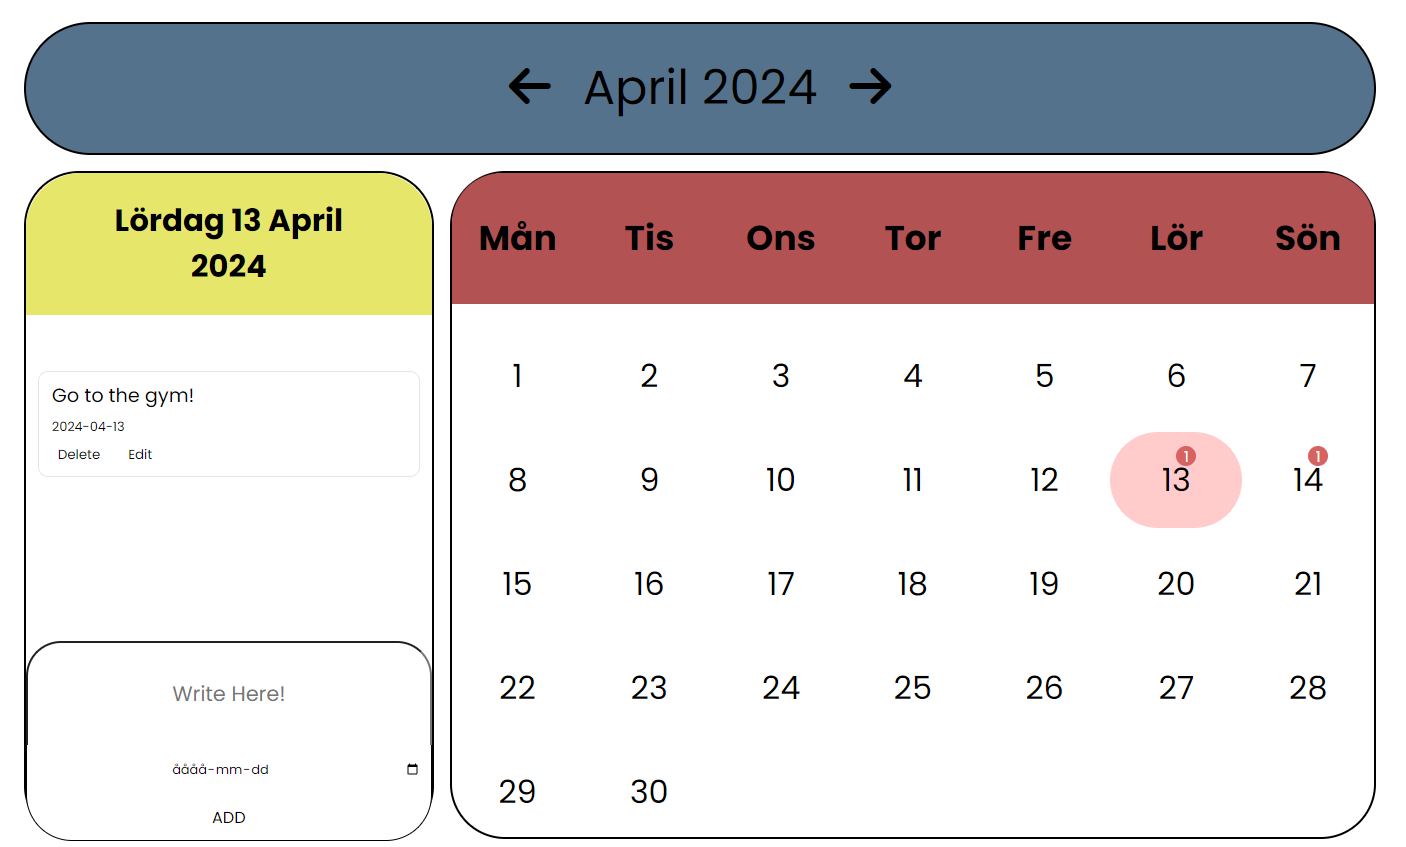 April 2024
Lördag 13 April
2024
Go to the gym!
2024-04-13
Delete Edit
Write Here!
åååå-mm-dd
ADD
Mån Tis Ons Tor Fre Lör Sön
1 2 3 4 5 6 7
1 1
8 9 10 11 12 13 14
15 16 17 18 19 20 21
22 23 24 25 26 27 28
29 30